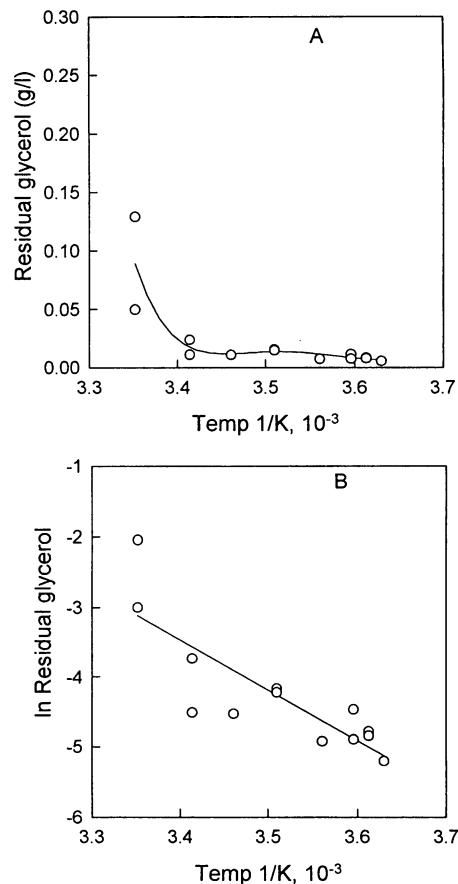 A
0.30
0.25
0.20
0.15
0.10
0.05
0.00
Residual glycerol (g/l)
3.3 3.4 3.5 3.6 3.7
Temp 1/K, 10-3
B
-1
-2
-3
-4
-5
-6
ln Residual glycerol
3.3 3.4 3.5 3.6 3.7
Temp 1/K, 10-3